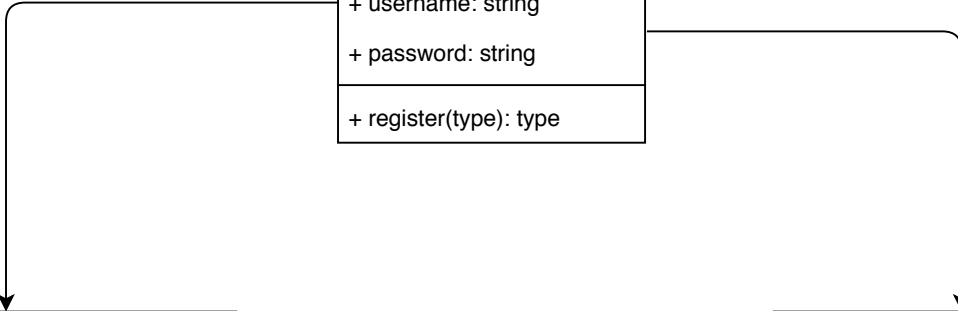 + username: string
+ password: string
+ register(type): type